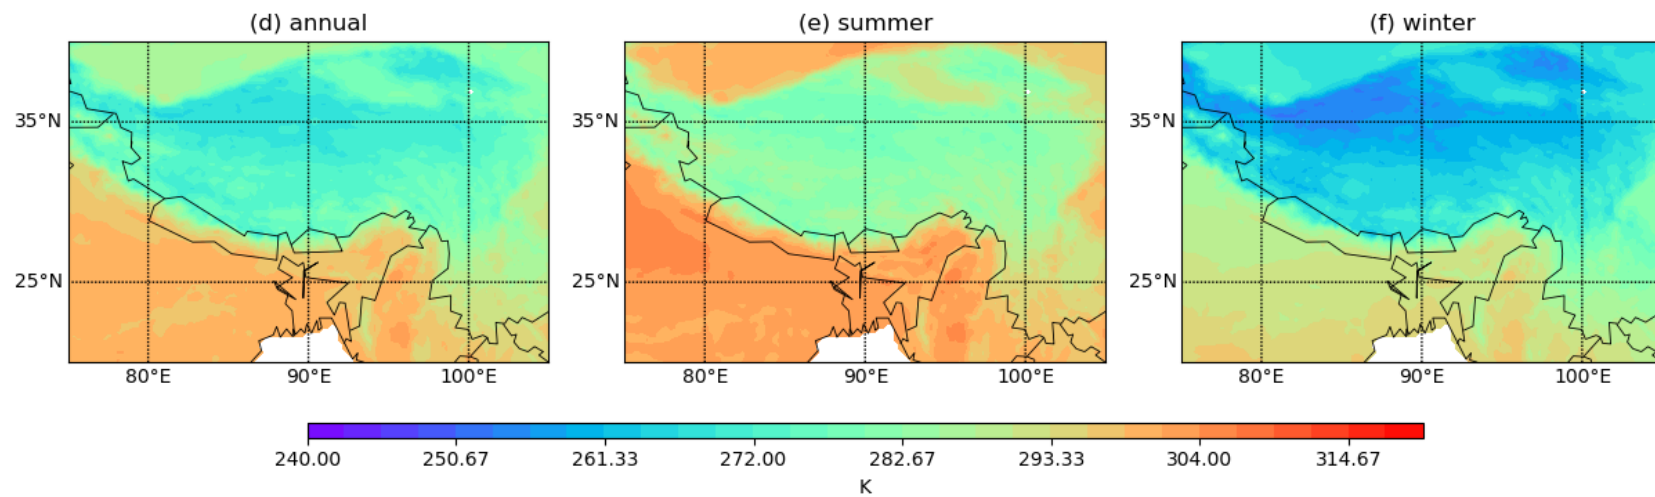 (d) annual (e) summer (f) winter
35°N 35°N 35°N
25°N 25°N 25°N
80°E 90°E 100°E 80°E 90°E 100°E 80°E 90°E 100°E
240.00 250.67 261.33 272.00 282.67 293.33 304.00 314.67
K